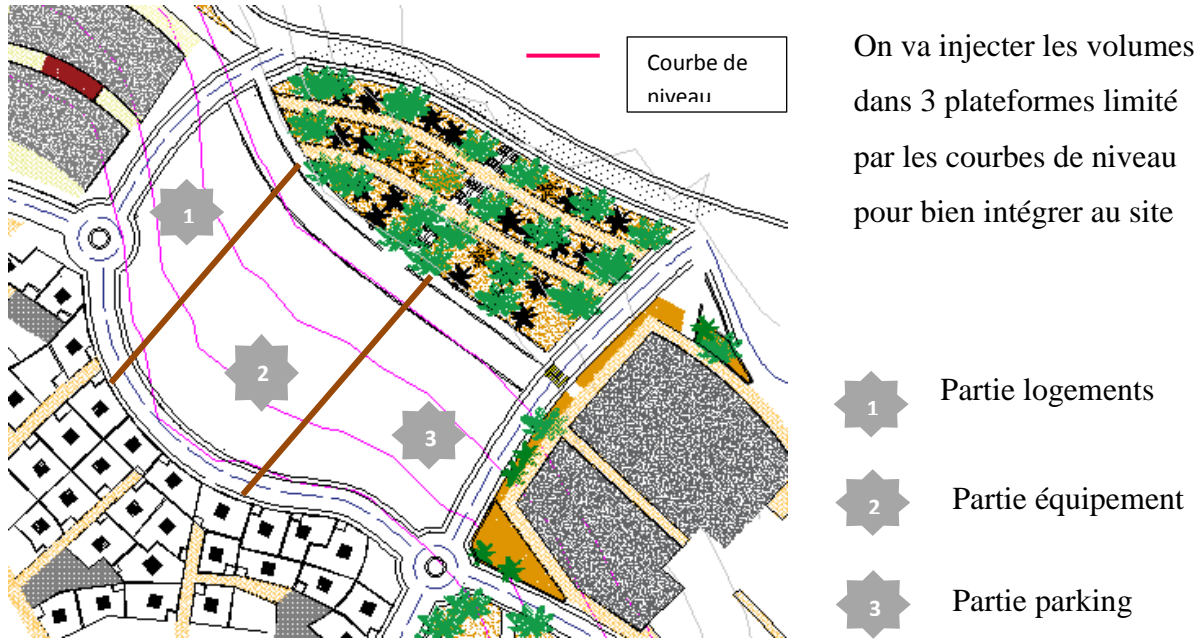 Courbe de
niveau
On va injecter les volumes
dans 3 plateformes limité
par les courbes de niveau
pour bien intégrer au site
1
2
3
1 Partie logements
2 Partie équipement
3 Partie parking